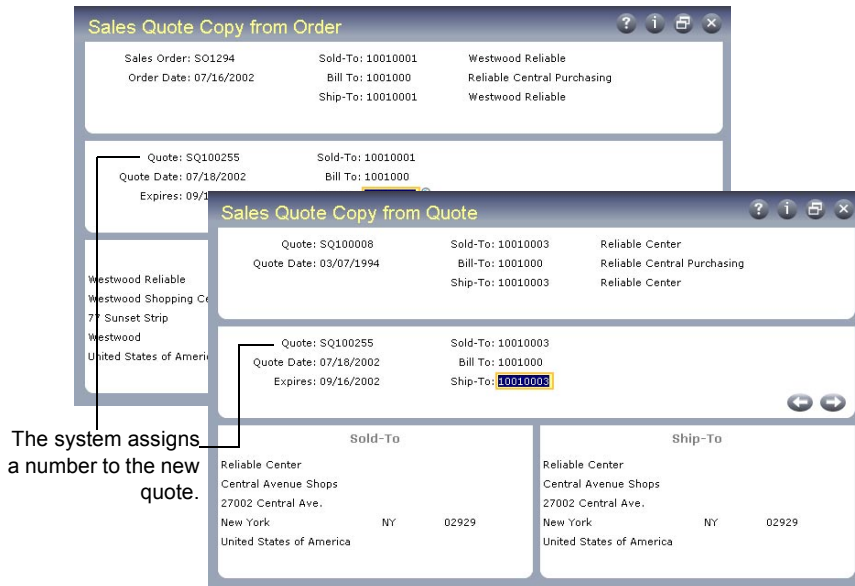 Sales Quote Copy from Order
Sales Order: SO1294 Sold-To: 10010001 Westwood Reliable
Order Date: 07/16/2002 Bill To: 1001000 Reliable Central Purchasing
Ship-To: 10010001 Westwood Reliable
Quote: SQ100255 Sold-To: 10010001
Quote Date: 07/18/2002 Bill To: 1001000
Expires: 09/1
Westwood Reliable
Westwood Shopping Ce
77 Sunset Strip
Westwood
United States of Ameri
Sales Quote Copy from Quote
Quote: SQ100008 Sold-To: 10010003 Reliable Center
Quote Date: 03/07/1994 Bill-To: 1001000 Reliable Central Purchasing
Ship-To: 10010003 Reliable Center
Quote: SQ100255 Sold-To: 10010003
Quote Date: 07/18/2002 Bill To: 1001000
Expires: 09/16/2002 Ship-To: 10010003
Sold-To Ship-To
Reliable Center Reliable Center
Central Avenue Shops Central Avenue Shops
27002 Central Ave. 27002 Central Ave.
New York NY 02929 New York NY 02929
United States of America United States of America
The system assigns
a number to the new
quote.